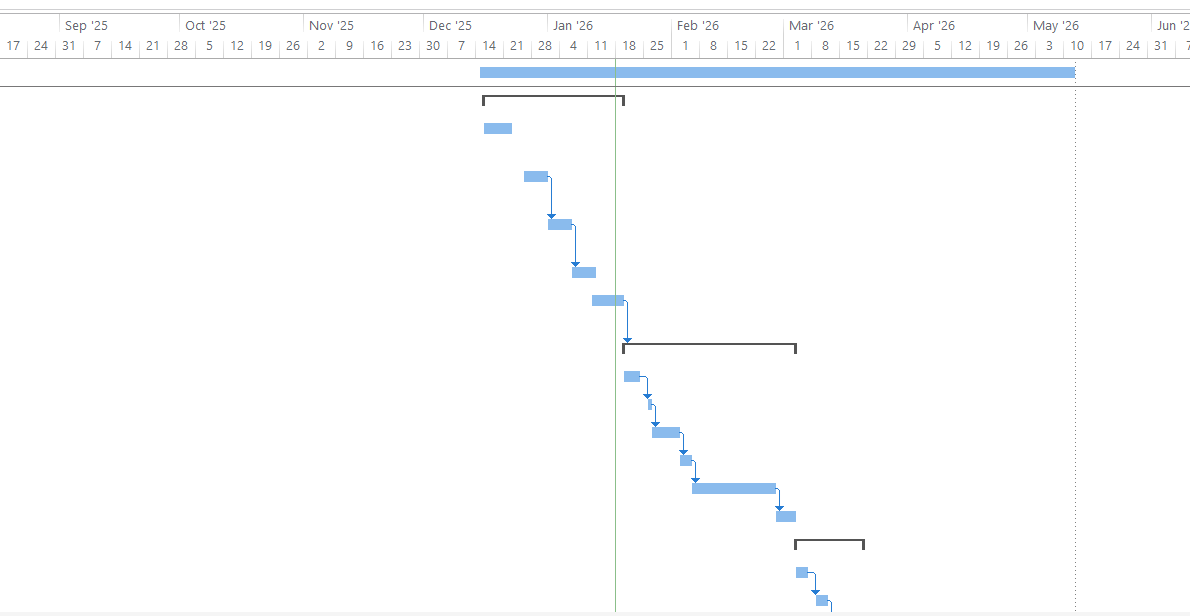 Sep '25 Oct '25 Nov '25 Dec '25 Jan '26 Feb '26 Mar '26 Apr '26 May '26 Jun '2
17 24 31 7 14 21 28 5 12 19 26 2 9 16 23 30 7 14 21 28 4 11 18 25 1 8 15 22 1 8 15 22 29 5 12 19 26 3 10 17 24 31 7